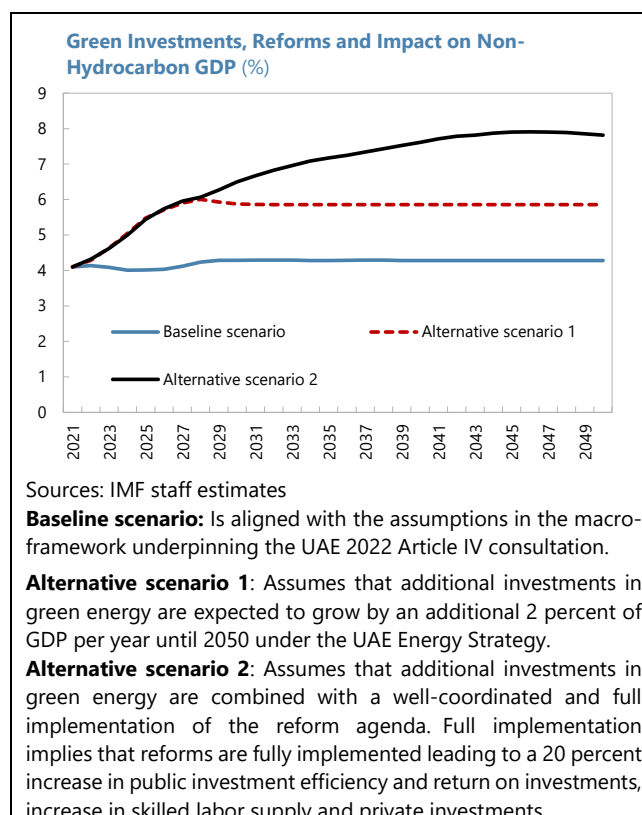 Green Investments, Reforms and Impact on Non-
Hydrocarbon GDP (%)
9
8
7
6
5
4
3
2
1
0
Baseline scenario
Alternative scenario 1
Alternative scenario 2
2021
2023
2025
2027
2029
2031
2033
2035
2037
2039
2041
2043
2045
2047
2049
Sources: IMF staff estimates
Baseline scenario: Is aligned with the assumptions in the macro-
framework underpinning the UAE 2022 Article IV consultation.
Alternative scenario 1: Assumes that additional investments in
green energy are expected to grow by an additional 2 percent of
GDP per year until 2050 under the UAE Energy Strategy.
Alternative scenario 2: Assumes that additional investments in
green energy are combined with a well-coordinated and full
implementation of the reform agenda. Full implementation
implies that reforms are fully implemented leading to a 20 percent
increase in public investment efficiency and return on investments,
increase in skilled labor supply and private investments